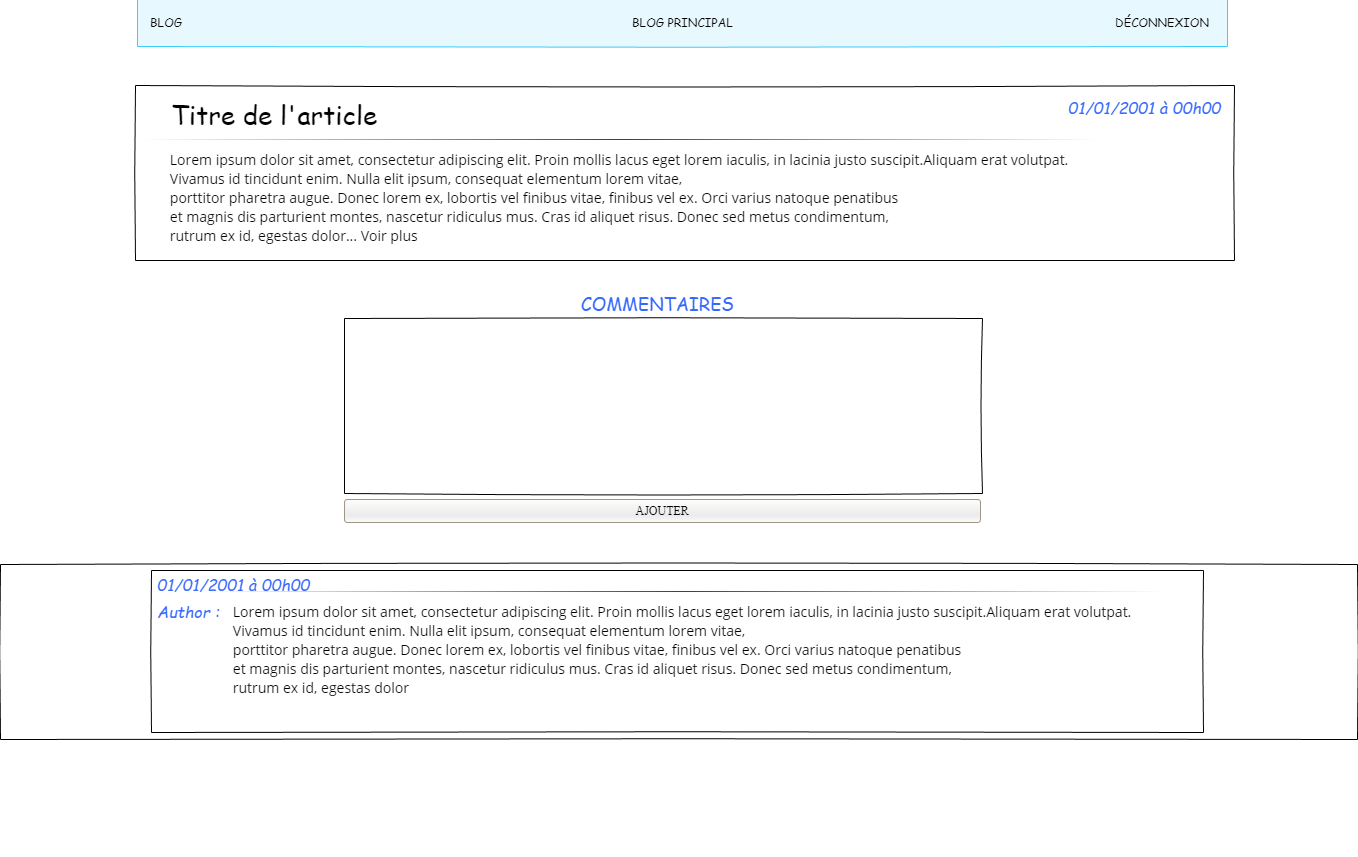 BLOG
BLOG PRINCIPAL
DÉCONNEXION
Titre de l'article
01/01/2001 à 00h00
Lorem ipsum dolor sit amet, consectetur adipiscing elit. Proin mollis lacus eget lorem iaculis, in lacinia justo suscipit.Aliquam erat volutpat.
Vivamus id tincidunt enim. Nulla elit ipsum, consequat elementum lorem vitae,
porttitor pharetra augue. Donec lorem ex, lobortis vel finibus vitae, finibus vel ex. Orci varius natoque penatibus
et magnis dis parturient montes, nascetur ridiculus mus. Cras id aliquet risus. Donec sed metus condimentum,
rutrum ex id, egestas dolor... Voir plus
COMMENTAIRES
AJOUTER
01/01/2001 à 00h00
Author :
Lorem ipsum dolor sit amet, consectetur adipiscing elit. Proin mollis lacus eget lorem iaculis, in lacinia justo suscipit.Aliquam erat volutpat.
Vivamus id tincidunt enim. Nulla elit ipsum, consequat elementum lorem vitae,
porttitor pharetra augue. Donec lorem ex, lobortis vel finibus vitae, finibus vel ex. Orci varius natoque penatibus
et magnis dis parturient montes, nascetur ridiculus mus. Cras id aliquet risus. Donec sed metus condimentum,
rutrum ex id, egestas dolor